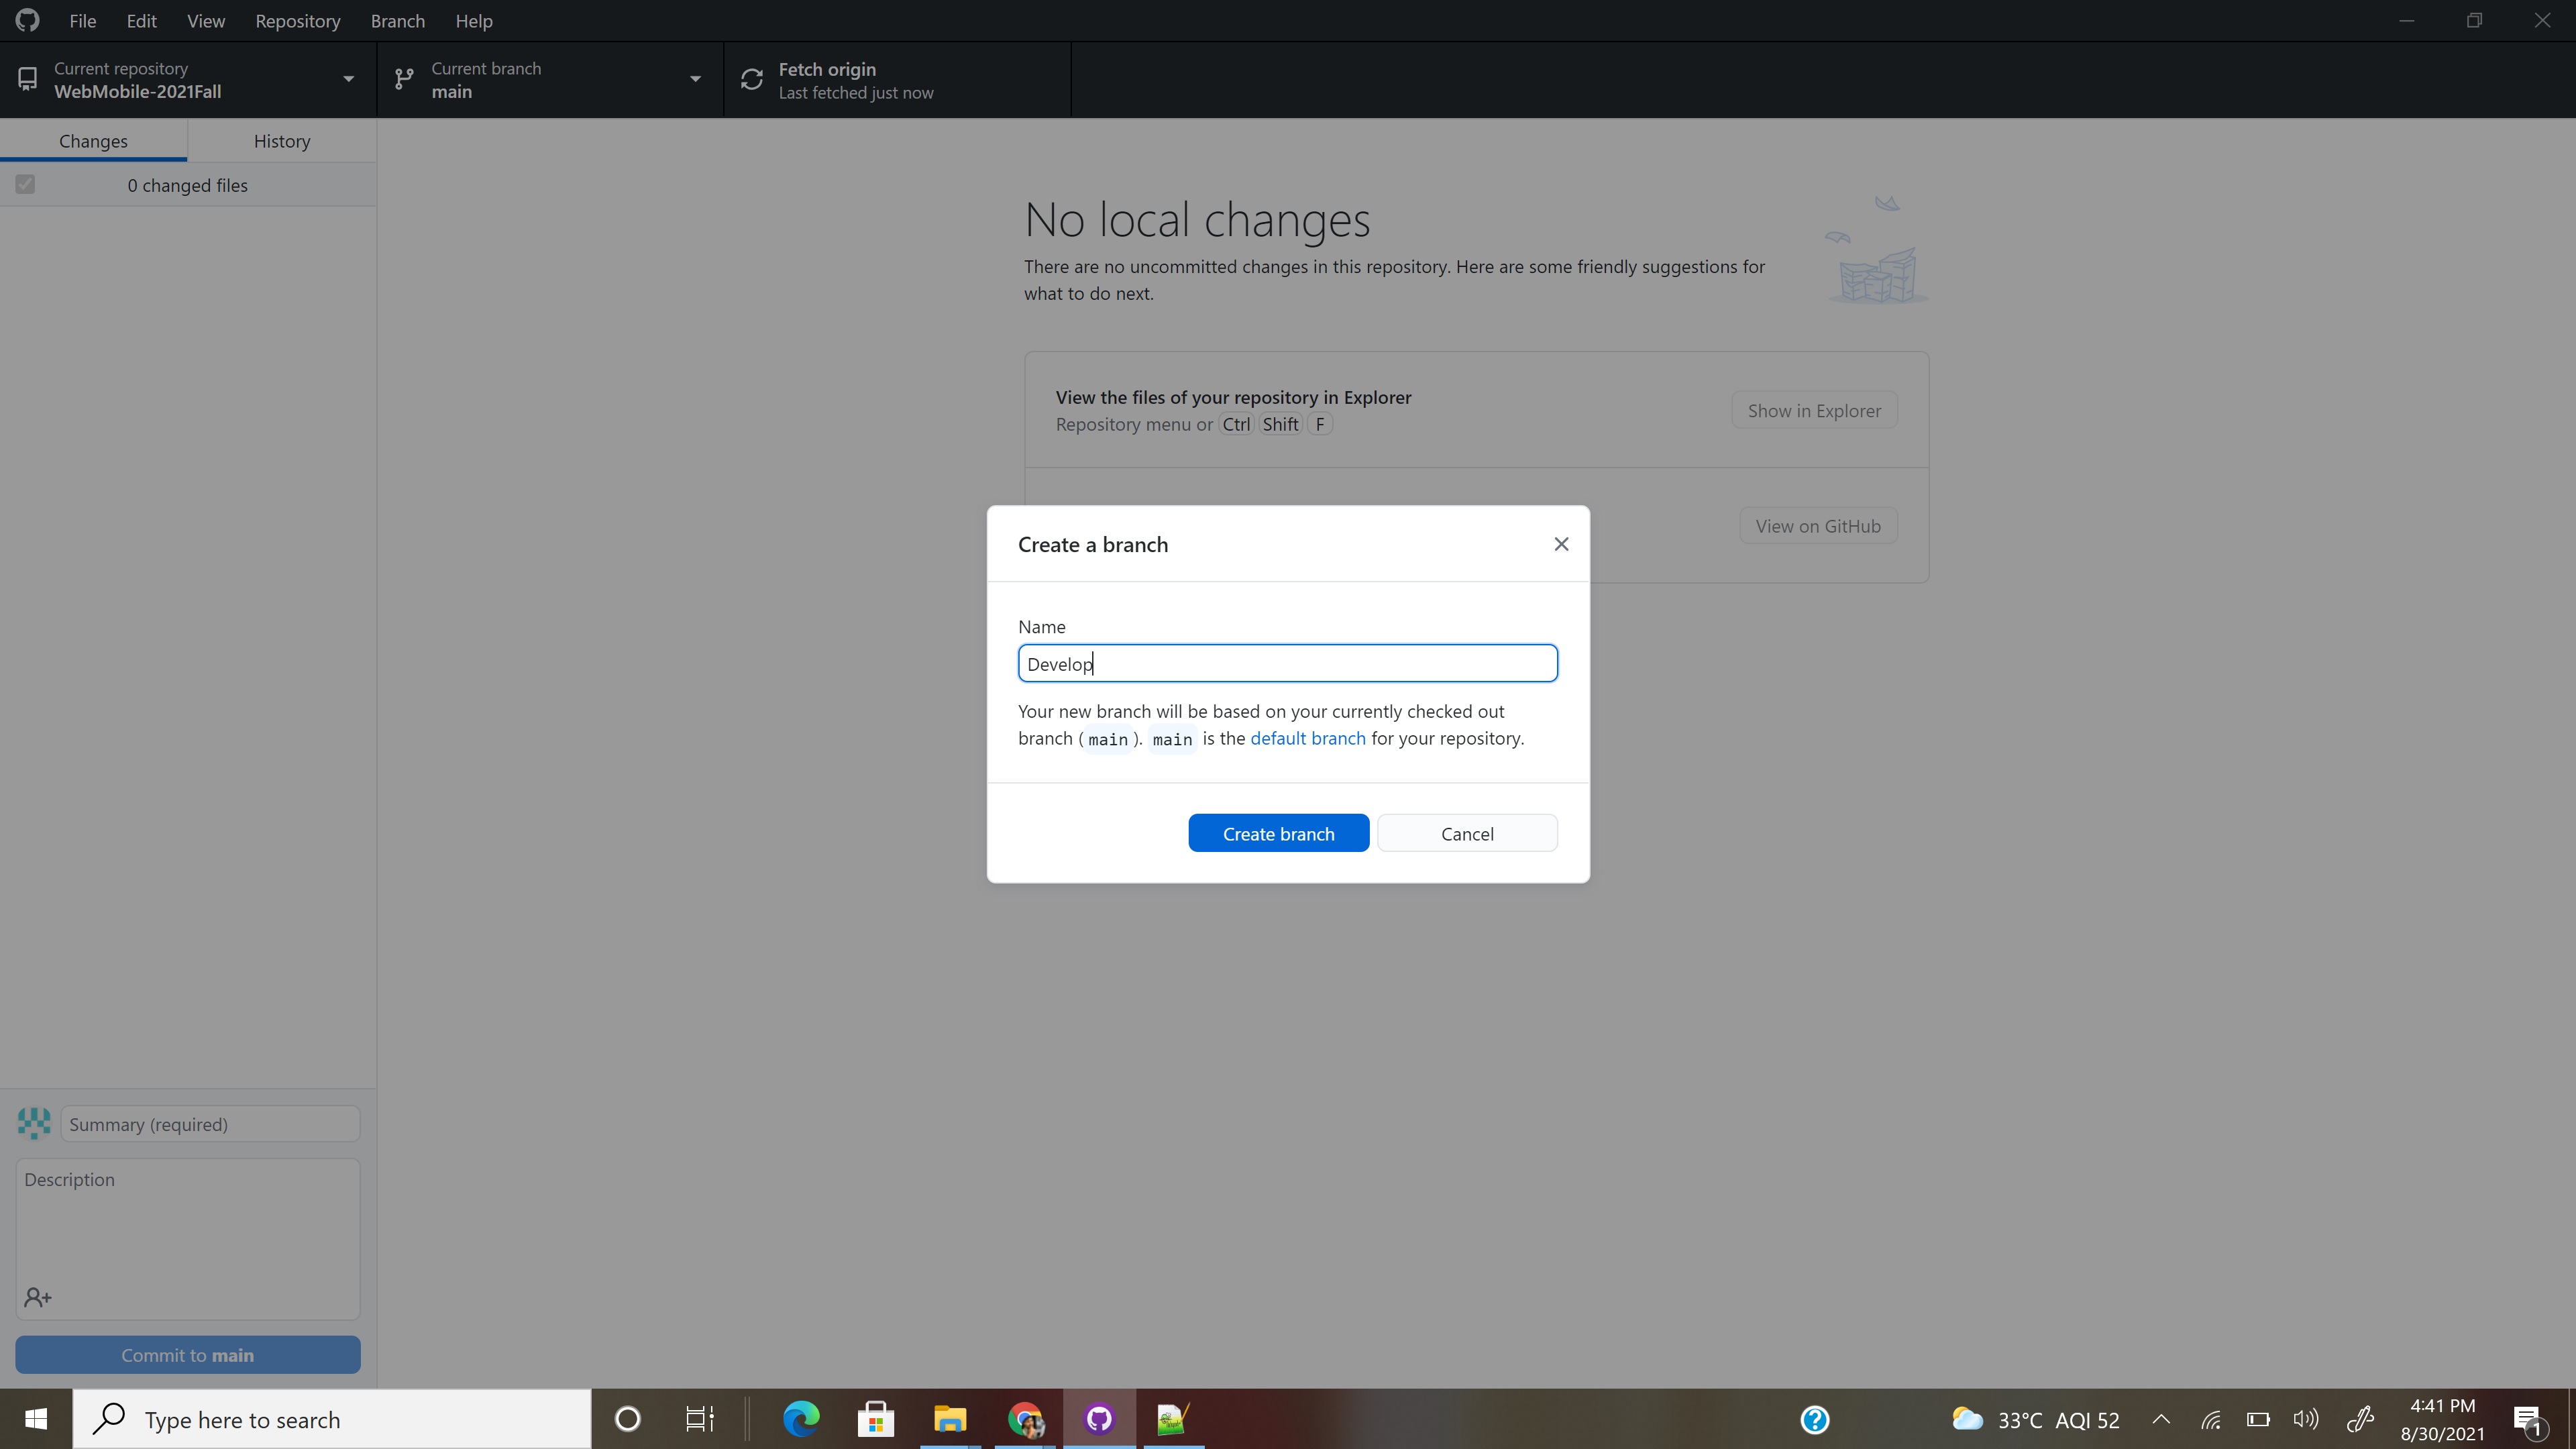 File Edit View Repository Branch Help
Current repository
WebMobile-2021Fall
Current branch
main
Fetch origin
Last fetched just now
Changes History
0 changed files
No local changes
There are no uncommitted changes in this repository. Here are some friendly suggestions for
what to do next.
View the files of your repository in Explorer
Repository menu or Ctrl Shift F
Show in Explorer
View on GitHub
Create a branch
Name
Develop
Your new branch will be based on your currently checked out
branch (main). main is the default branch for your repository.
Create branch Cancel
Summary (required)
Description
Commit to main
Type here to search
33°C AQI 52
4:41 PM
8/30/2021
1